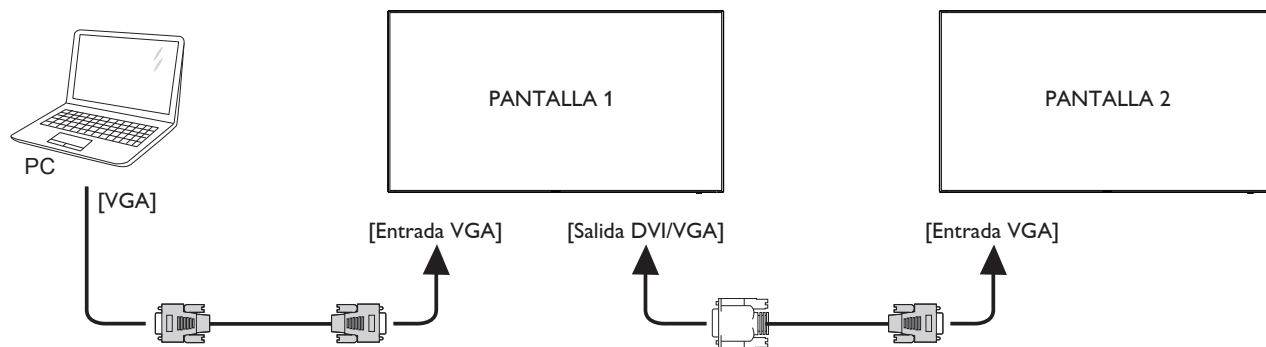 PANTALLA 1
PANTALLA 2
PC
[VGA]
[Entrada VGA]
[Salida DVI/VGA]
[Entrada VGA]